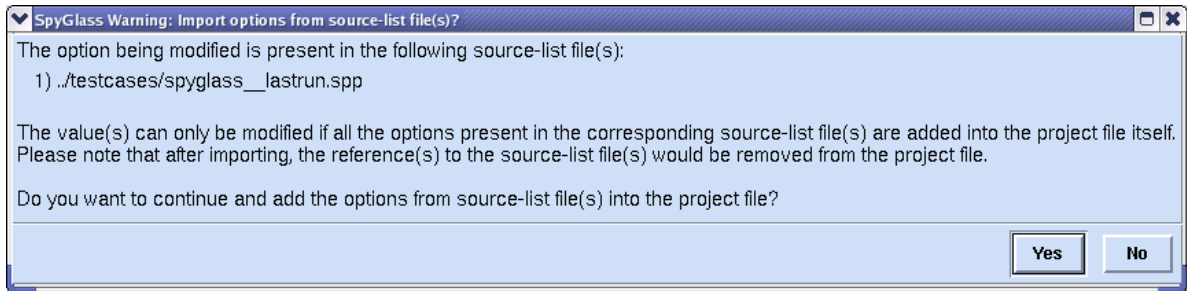 SpyGlass Warning: Import options from source-list file(s)?
The option being modified is present in the following source-list file(s):
1) ../testcases/spyglass__lastrun.spp
The value(s) can only be modified if all the options present in the corresponding source-list file(s) are added into the project file itself.
Please note that after importing, the reference(s) to the source-list file(s) would be removed from the project file.
Do you want to continue and add the options from source-list file(s) into the project file?
Yes No